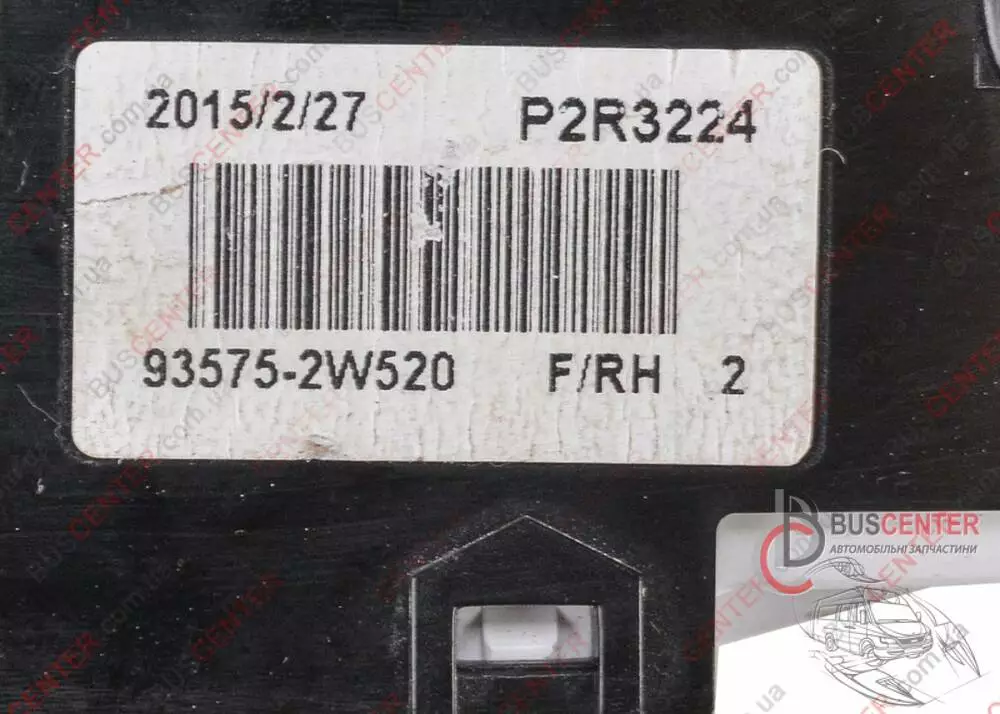 2015/2/27 P2R3224
93575-2W520 F/RH 2
BUSCENTER
АВТОМОБІЛЬНІ ЗАПЧАСТИНИ